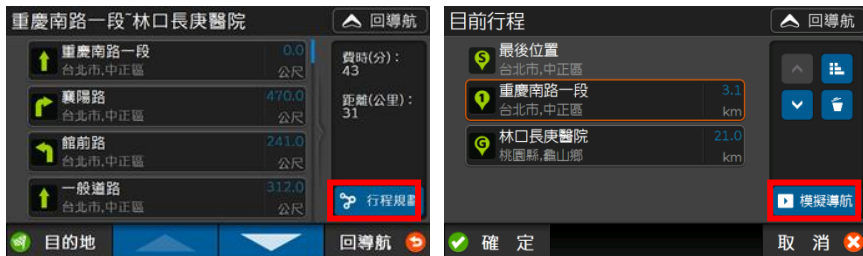 重慶南路一段~林口長庚醫院
回導航
重慶南路一段 0.0
台北市,中正區 公尺
襄陽路 470.0
台北市,中正區 公尺
館前路 241.0
台北市,中正區 公尺
一般道路 312.0
台北市,中正區 公尺
費時(分):
43
距離(公里):
31
行程規劃
目的地
回導航
目前行程
回導航
S 最後位置
台北市,中正區
1 重慶南路一段 3.1
台北市,中正區 km
G 林口長庚醫院 21.0
桃園縣,龜山鄉 km
模擬導航
確 定
取 消